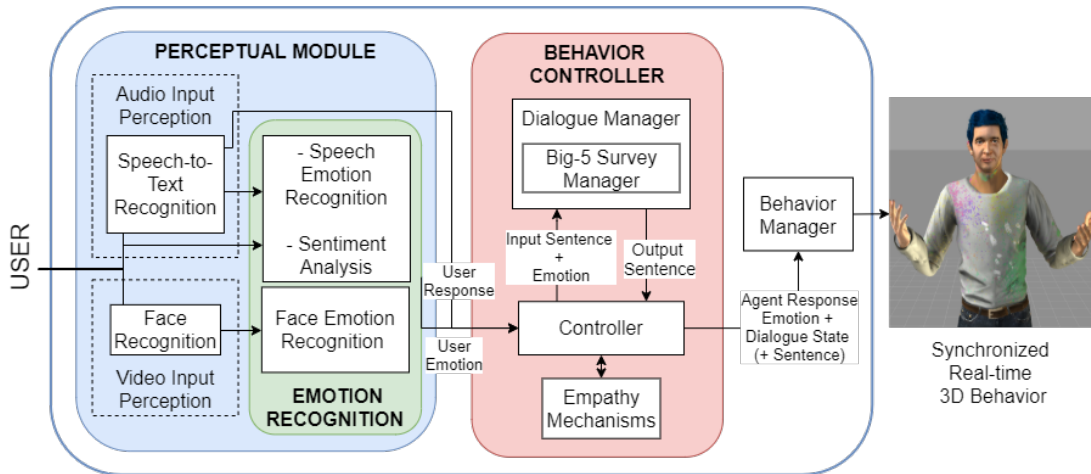 PERCEPTUAL MODULE
Audio Input
Perception
Speech-to-
Text
Recognition
- Speech
Emotion
Recognition
- Sentiment
Analysis
USER
Face
Recognition
Video Input
Perception
Face Emotion
Recognition
EMOTION
RECOGNITION
User
Response
User
Emotion
BEHAVIOR
CONTROLLER
Dialogue Manager
Big-5 Survey
Manager
Input Sentence
+
Emotion
Output
Sentence
Controller
Empathy
Mechanisms
Behavior
Manager
Agent Response
Emotion +
Dialogue State
(+ Sentence)
Synchronized
Real-time
3D Behavior